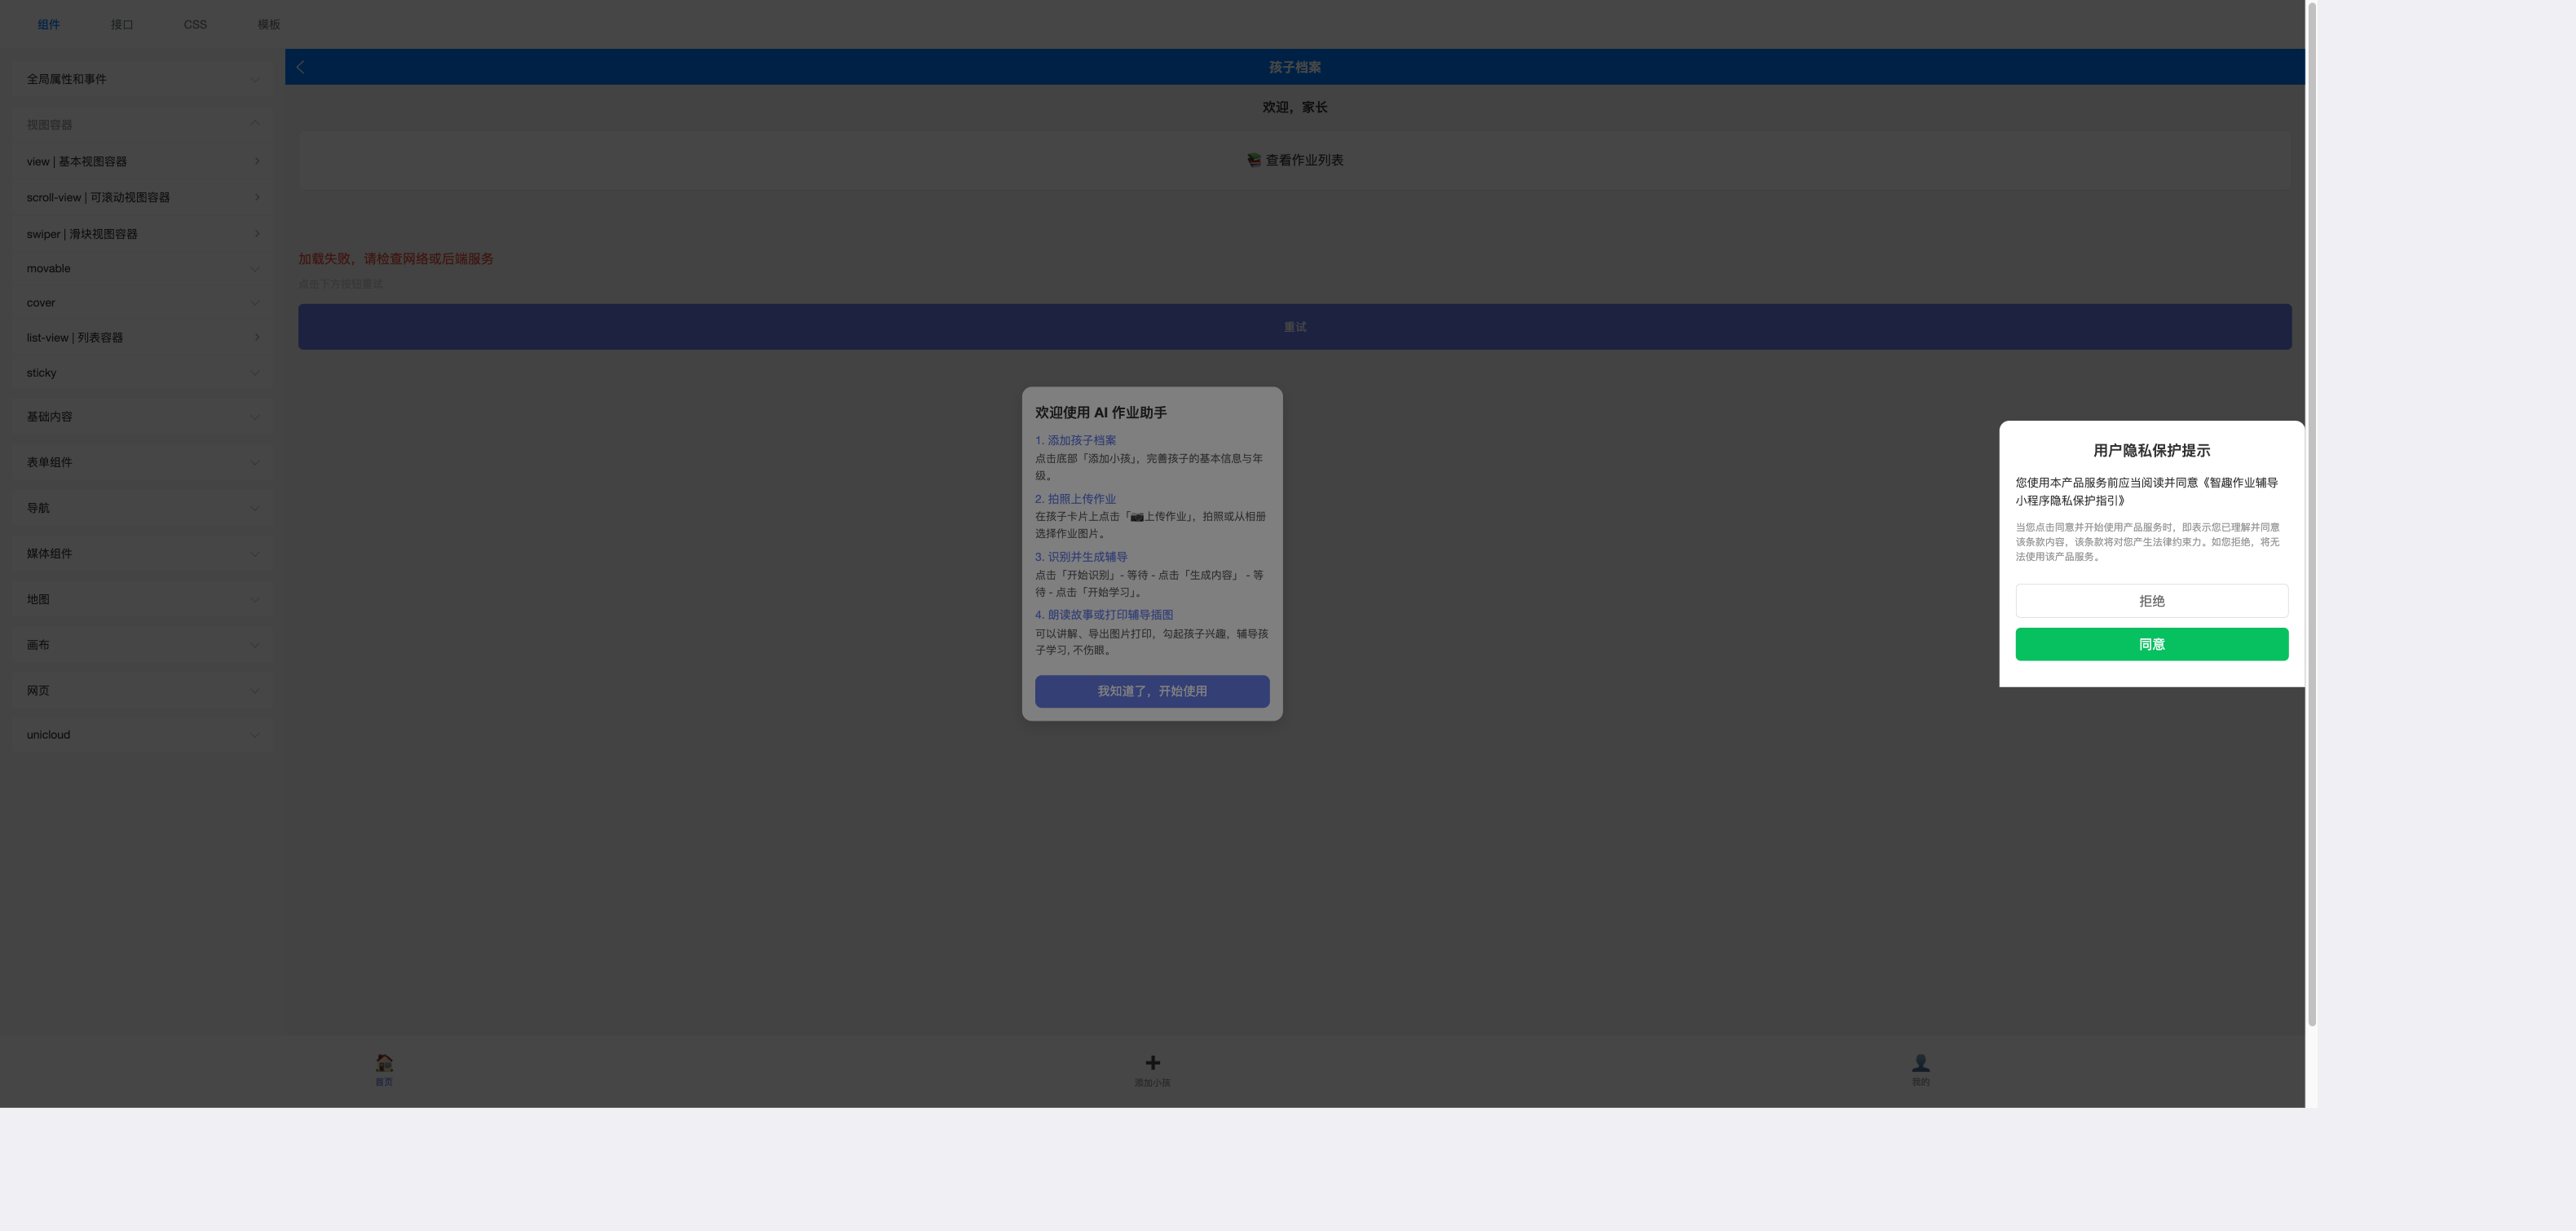 组件 接口 CSS 模板
全局属性和事件
视图容器
view | 基本视图容器
scroll-view | 可滚动视图容器
swiper | 滑块视图容器
movable
cover
list-view | 列表容器
sticky
基础内容
表单组件
导航
媒体组件
地图
画布
网页
unicloud
孩子档案
欢迎，家长
查看作业列表
加载失败，请检查网络或后端服务
点击下方按钮重试
重试
欢迎使用 AI 作业助手
1. 添加孩子档案
点击底部「添加小孩」，完善孩子的基本信息与年
级。
2. 拍照上传作业
在孩子卡片上点击「📷上传作业」，拍照或从相册
选择作业图片。
3. 识别并生成辅导
点击「开始识别」- 等待 - 点击「生成内容」 - 等
待 - 点击「开始学习」。
4. 朗读故事或打印辅导插图
可以讲解、导出图片打印，勾起孩子兴趣，辅导孩
子学习, 不伤眼。
我知道了，开始使用
用户隐私保护提示
您使用本产品服务前应当阅读并同意《智趣作业辅导
小程序隐私保护指引》
当您点击同意并开始使用产品服务时，即表示您已理解并同意
该条款内容，该条款将对您产生法律约束力。如您拒绝，将无
法使用该产品服务。
拒绝
同意
首页
添加小孩
我的